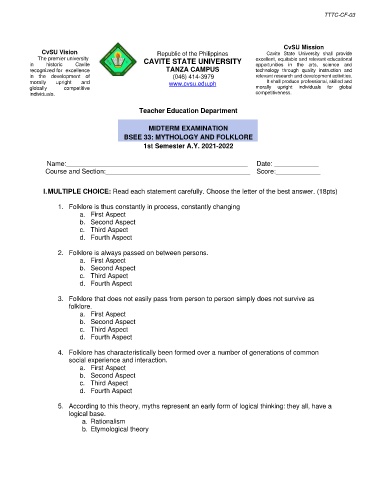 TTTC-CF-03
CvSU Vision
The premier university
in historic Cavite
recognized for excellence
in the development of
morally upright and
globally competitive
individuals.
Republic of the Philippines
CAVITE STATE UNIVERSITY
TANZA CAMPUS
(046) 414-3979
www.cvsu.edu.ph
CvSU Mission
Cavite State University shall provide
excellent, equitable and relevant educational
opportunities in the arts, science and
technology through quality instruction and
relevant research and development activities.
It shall produce professional, skilled and
morally upright individuals for global
competitiveness.
Teacher Education Department
MIDTERM EXAMINATION
BSEE 33: MYTHOLOGY AND FOLKLORE
1st Semester A.Y. 2021-2022
Name:
Date:
Course and Section:
Score:
I.MULTIPLE CHOICE: Read each statement carefully. Choose the letter of the best answer. (18pts)
1. Folklore is thus constantly in process, constantly changing
a. First Aspect
b. Second Aspect
c. Third Aspect
d. Fourth Aspect
2. Folklore is always passed on between persons.
a. First Aspect
b. Second Aspect
c. Third Aspect
d. Fourth Aspect
3. Folklore that does not easily pass from person to person simply does not survive as
folklore.
a. First Aspect
b. Second Aspect
c. Third Aspect
d. Fourth Aspect
4. Folklore has characteristically been formed over a number of generations of common
social experience and interaction.
a. First Aspect
b. Second Aspect
c. Third Aspect
d. Fourth Aspect
5. According to this theory, myths represent an early form of logical thinking: they all, have a
logical base.
a. Rationalism
b. Etymological theory